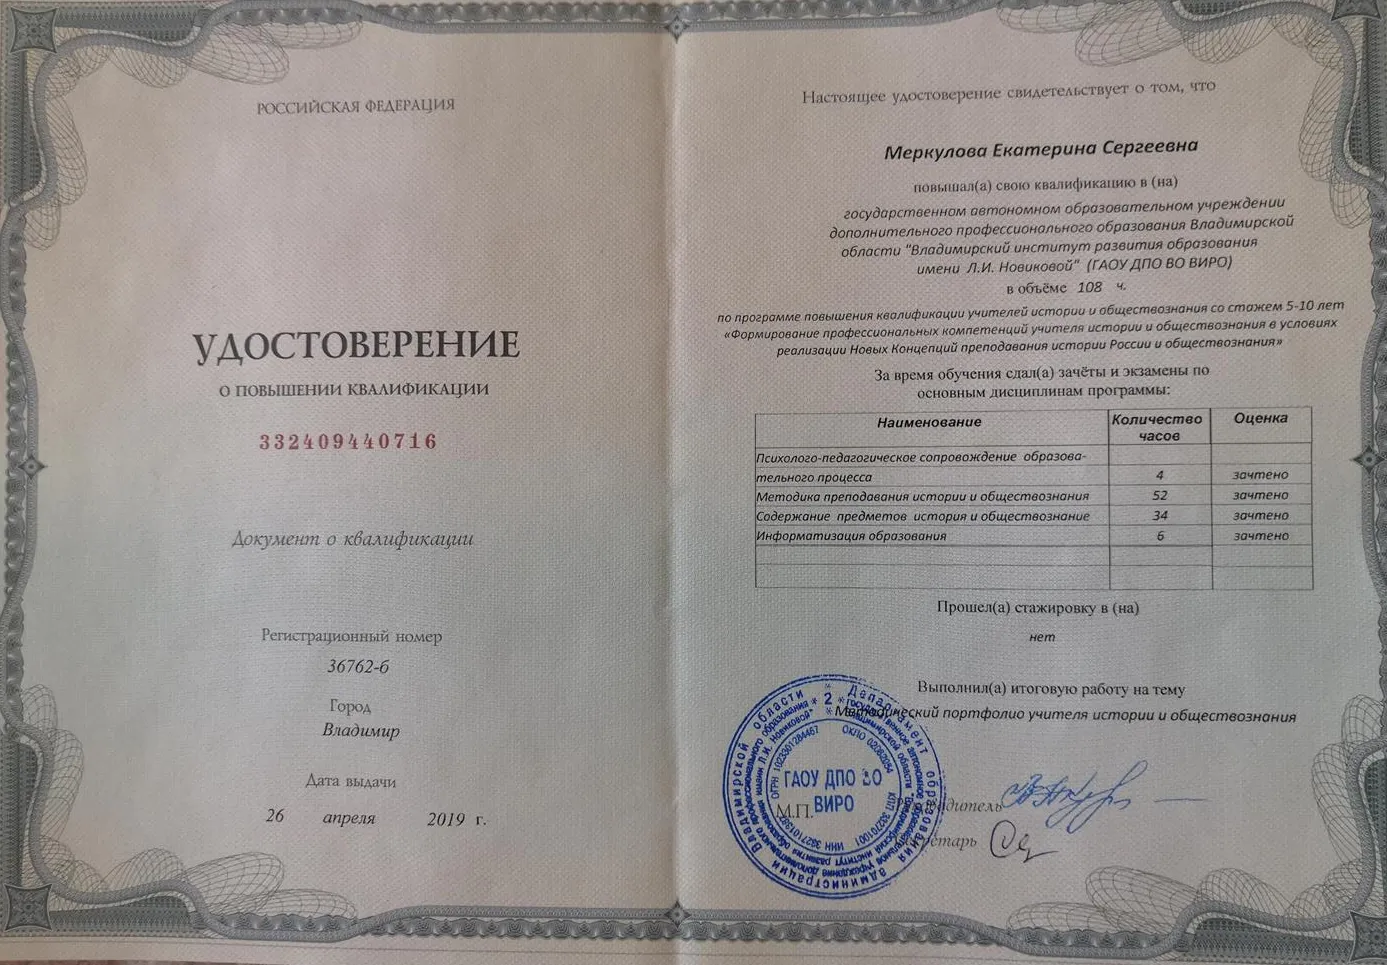 РОССИЙСКАЯ ФЕДЕРАЦИЯ
УДОСТОВЕРЕНИЕ
О ПОВЫШЕНИИ КВАЛИФИКАЦИИ
332409440716
Документ о квалификации
Регистрационный номер
36762-б
Город
Владимир
Дата выдачи
26 апреля 2019 г.
Настоящее удостоверение свидетельствует о том, что
Меркулова Екатерина Сергеевна
повышал(а) свою квалификацию в (на)
государственном автономном образовательном учреждении
дополнительного профессионального образования Владимирской
области "Владимирский институт развития образования
имени Л.И. Новиковой" (ГАОУ ДПО ВО ВИРО)
в объёме 108 ч.
по программе повышения квалификации учителей истории и обществознания со стажем 5-10 лет
«Формирование профессиональных компетенций учителя истории и обществознания в условиях
реализации Новых Концепций преподавания истории России и обществознания»
За время обучения сдал(а) зачёты и экзамены по
основным дисциплинам программы:
Наименование Количество часов Оценка
Психолого-педагогическое сопровождение образова-
тельного процесса 4 зачтено
Методика преподавания истории и обществознания 52 зачтено
Содержание предметов история и обществознание 34 зачтено
Информатизация образования 6 зачтено
Прошел(а) стажировку в (на)
нет
Выполнил(а) итоговую работу на тему
Методический портфолио учителя истории и обществознания
Руководитель
М.П.
Секретарь
Департамент образования администрации Владимирской области
2
ГАОУ ДПО ВО
ВИРО